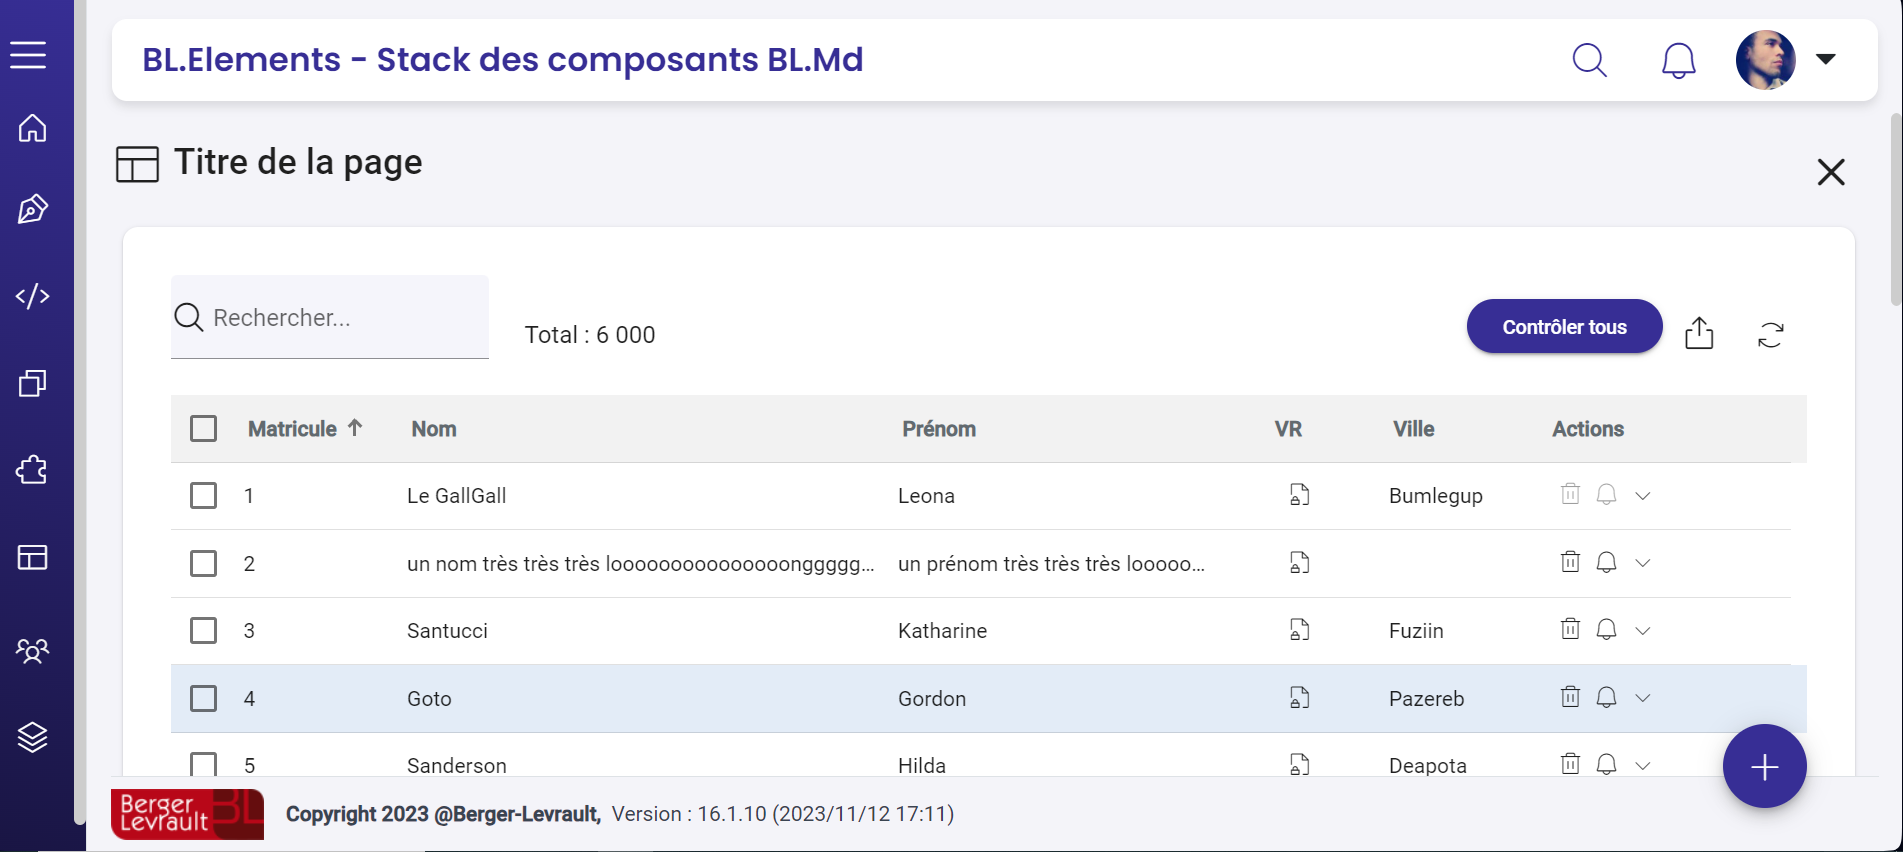 BL.Elements - Stack des composants BL.Md
Titre de la page
Rechercher...
Total : 6 000
Contrôler tous
Matricule Nom Prénom VR Ville Actions
1 Le GallGall Leona Bumlegup
2 un nom très très très looooooooooooooonggggg... un prénom très très très looooo...
3 Santucci Katharine Fuziin
4 Goto Gordon Pazereb
5 Sanderson Hilda Deapota
Berger Levrault BL
Copyright 2023 @Berger-Levrault, Version : 16.1.10 (2023/11/12 17:11)